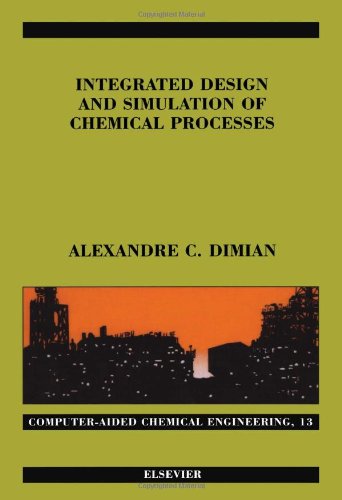 INTEGRATED DESIGN
AND SIMULATION OF
CHEMICAL PROCESSES
ALEXANDRE C. DIMIAN
COMPUTER-AIDED CHEMICAL ENGINEERING, 13
ELSEVIER